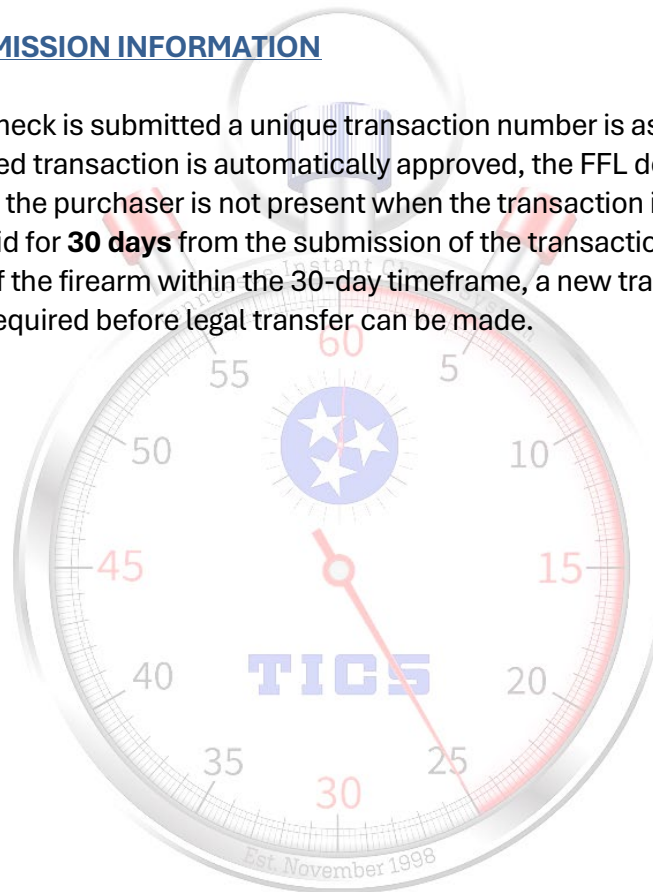 MISSION INFORMATION
heck is submitted a unique transaction number is as
ed transaction is automatically approved, the FFL d
the purchaser is not present when the transaction i
id for 30 days from the submission of the transactio
f the firearm within the 30-day timeframe, a new tra
equired before legal transfer can be made.
Instant Check System
60
55
5
50
10
45
15
TICS
40
20
35
25
30
Est. November 1998